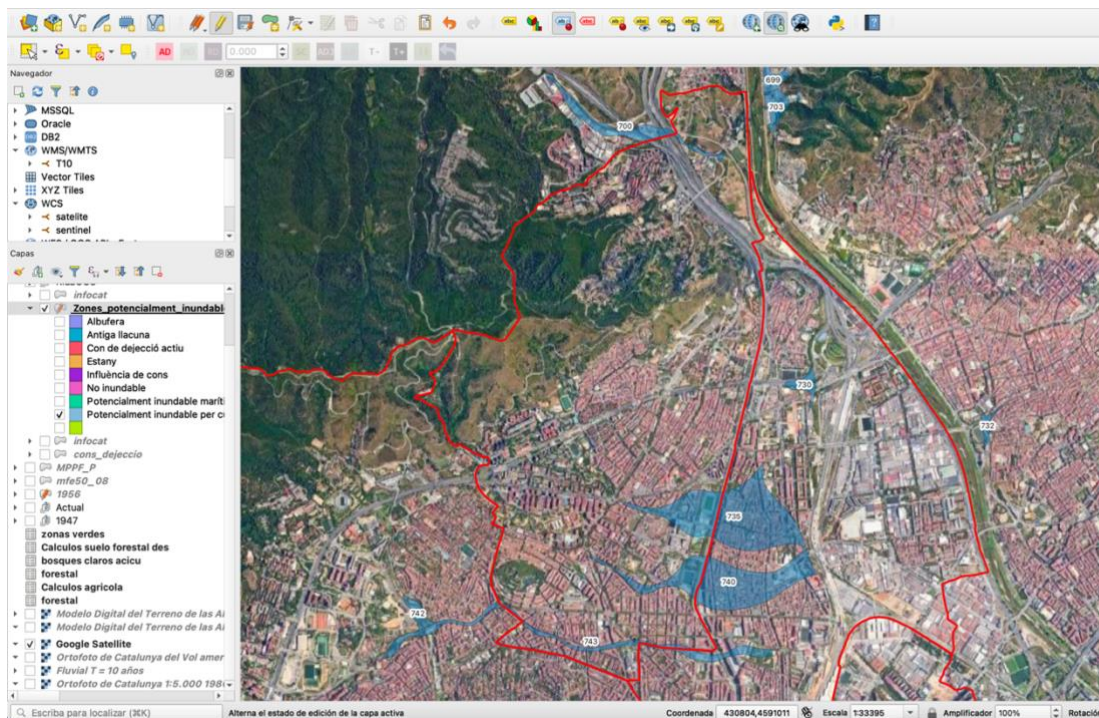 AD
0.000
T-
T+
Navegador
MSSQL
Oracle
DB2
WMS/WMTS
T10
Vector Tiles
XYZ Tiles
WCS
satelite
sentinel
Capas
infocat
Zones_potencialment_inundabl
Albufera
Antiga llacuna
Con de dejecció actiu
Estany
Influència de cons
No inundable
Potencialment inundable maríti
Potencialment inundable per cu
infocat
cons_dejeccio
MPPF_P
mfe50_08
1956
Actual
1947
zonas verdes
Calculos suelo forestal des
bosques claros acicu
forestal
Calculos agricola
forestal
Modelo Digital del Terreno de las Al
Modelo Digital del Terreno de las Al
Google Satellite
Ortofoto de Catalunya del Vol amer
Fluvial T = 10 años
Ortofoto de Catalunya 1:5.000 198
699
703
700
730
732
735
740
742
743
Escriba para localizar (⌘K)
Alterna el estado de edición de la capa activa
Coordenada 430804,4591011
Escala 1:33395
Amplificador 100%
Rotación